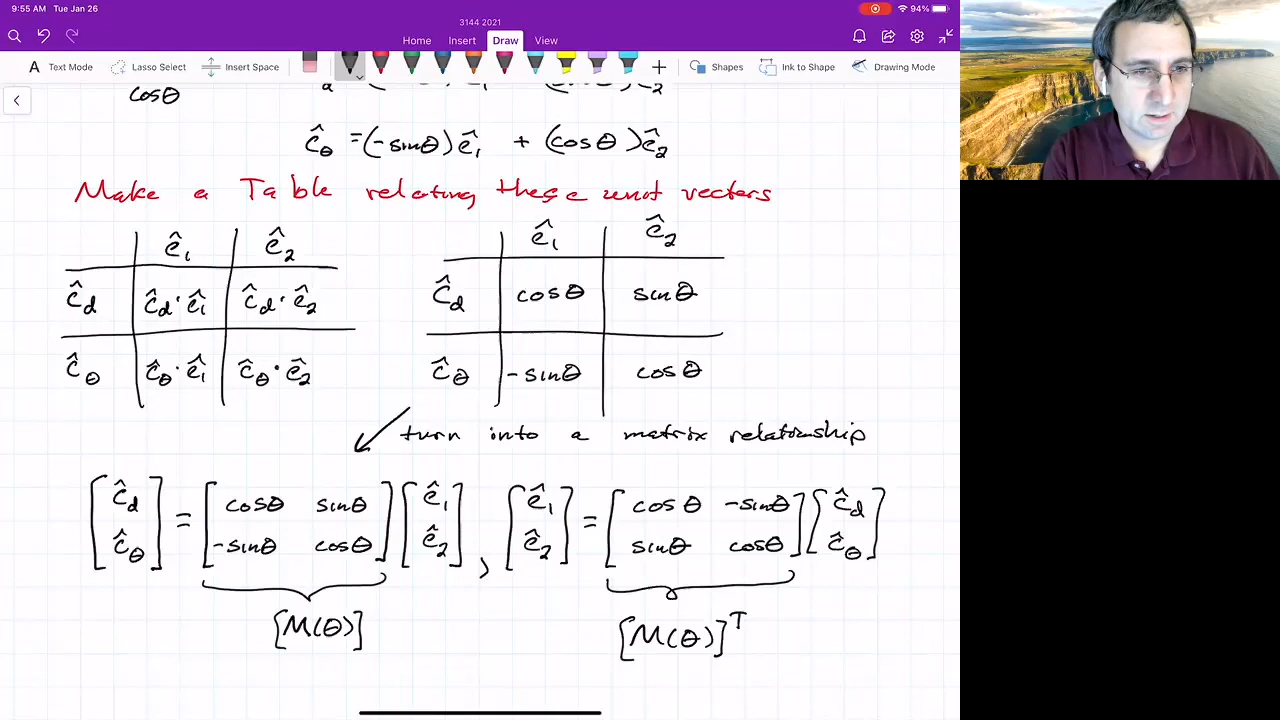 9:55 AM Tue Jan 26
94%
3144 2021
Home Insert Draw View
Text Mode Lasso Select Insert Space Shapes Ink to Shape Drawing Mode
cosθ
ĉθ = (-sinθ) ê1 + (cosθ) ê2
Make a Table relating these unit vectors
ê1 ê2
ĉd ĉd·ê1 ĉd·ê2
ĉθ ĉθ·ê1 ĉθ·ê2
ê1 ê2
ĉd cosθ sinθ
ĉθ -sinθ cosθ
turn into a matrix relationship
[ĉd ĉθ] = [cosθ sinθ -sinθ cosθ] [ê1 ê2] , [ê1 ê2] = [cosθ -sinθ sinθ cosθ] [ĉd ĉθ]
[M(θ)] [M(θ)]ᵀ